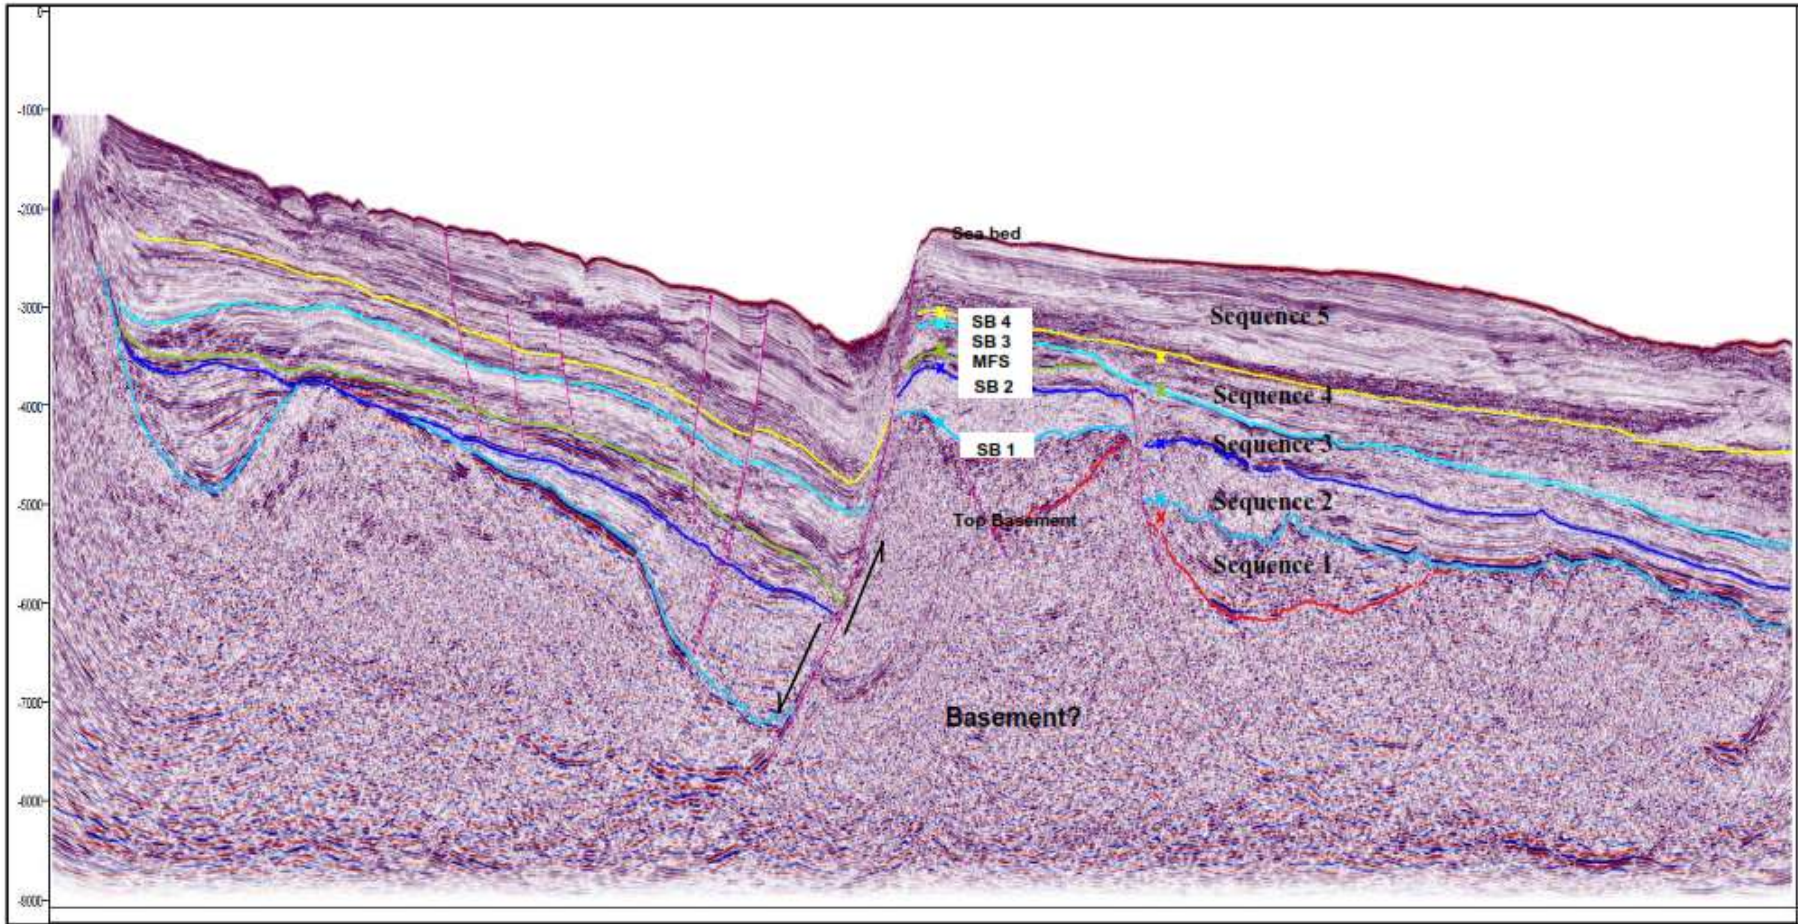 0
-1000
-2000
-3000
-4000
-5000
-6000
-7000
-8000
-9000
Sea bed
SB 4
SB 3
MFS
SB 2
SB 1
Top Basement
Basement?
Sequence 5
Sequence 4
Sequence 3
Sequence 2
Sequence 1